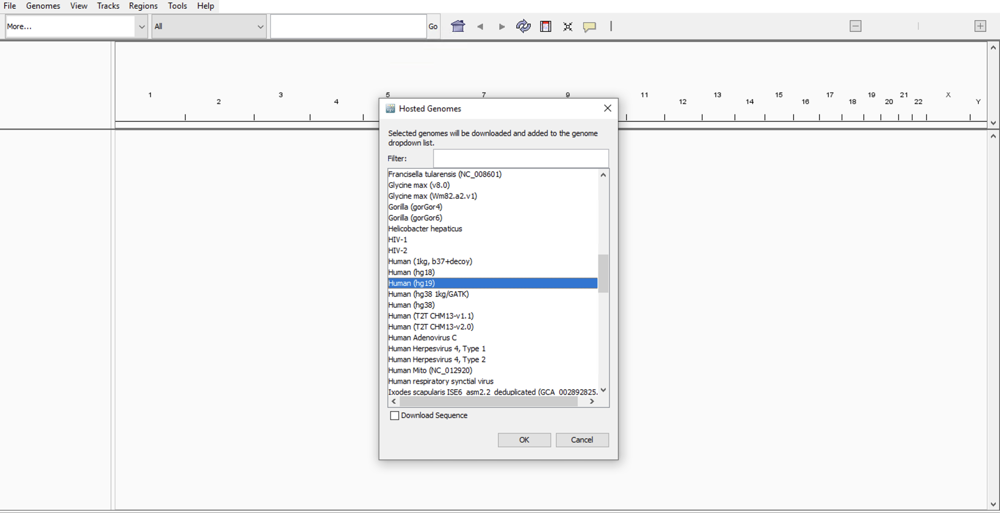 File Genomes View Tracks Regions Tools Help
More... All Go
1 3 5 7 9 11 13 15 17 19 21 X
2 4 12 14 16 18 20 22 Y
Hosted Genomes
Selected genomes will be downloaded and added to the genome
dropdown list.
Filter:
Francisella tularensis (NC_008601)
Glycine max (v8.0)
Glycine max (Wm82.a2.v1)
Gorilla (gorGor4)
Gorilla (gorGor6)
Helicobacter hepaticus
HIV-1
HIV-2
Human (1kg, b37+decoy)
Human (hg18)
Human (hg19)
Human (hg38 1kg/GATK)
Human (hg38)
Human (T2T CHM13-v1.1)
Human (T2T CHM13-v2.0)
Human Adenovirus C
Human Herpesvirus 4, Type 1
Human Herpesvirus 4, Type 2
Human Mito (NC_012920)
Human respiratory synctial virus
Ixodes scapularis ISE6_asm2.2_deduplicated (GCA_002892825.
Download Sequence
OK Cancel